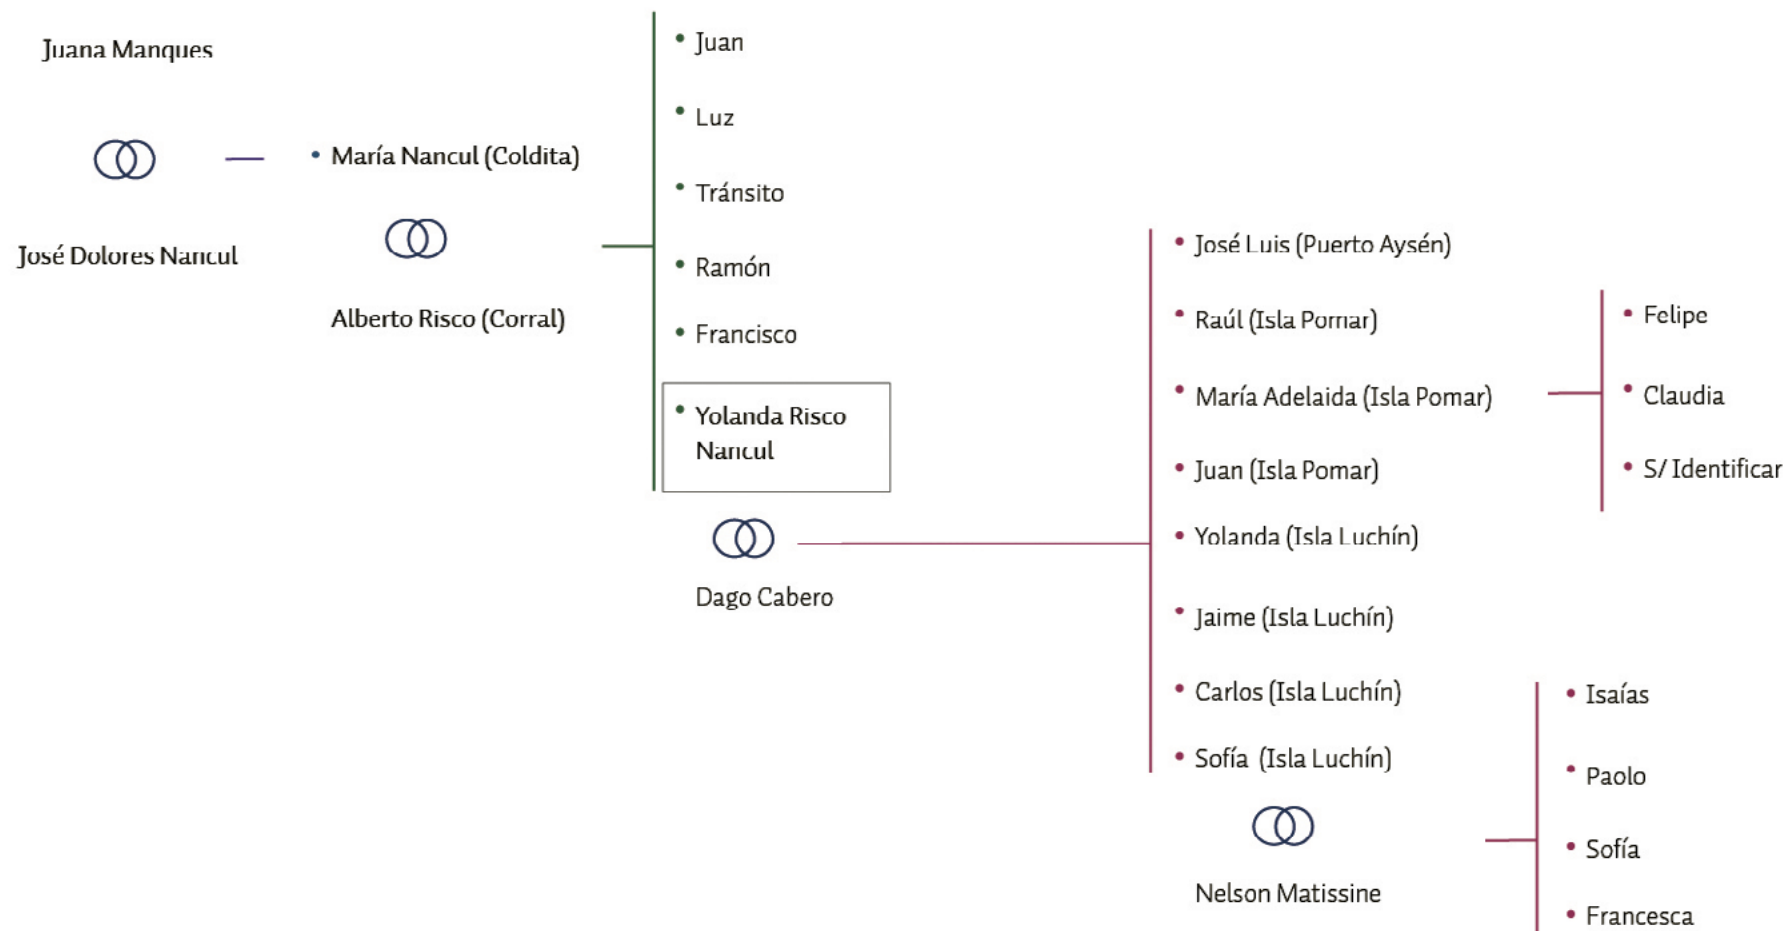 Juana Manques
María Nancul (Coldita)
José Dolores Nancul
Alberto Risco (Corral)
• Juan
• Luz
• Tránsito
• Ramón
• Francisco
• Yolanda Risco
Nancul
Dago Cabero
• José Luis (Puerto Aysén)
• Raúl (Isla Pomar)
• María Adelaida (Isla Pomar)
• Juan (Isla Pomar)
• Yolanda (Isla Luchín)
• Jaime (Isla Luchín)
• Carlos (Isla Luchín)
• Sofía (Isla Luchín)
Nelson Matissine
• Felipe
• Claudia
• S/ Identificar
• Isaías
• Paolo
• Sofía
• Francesca